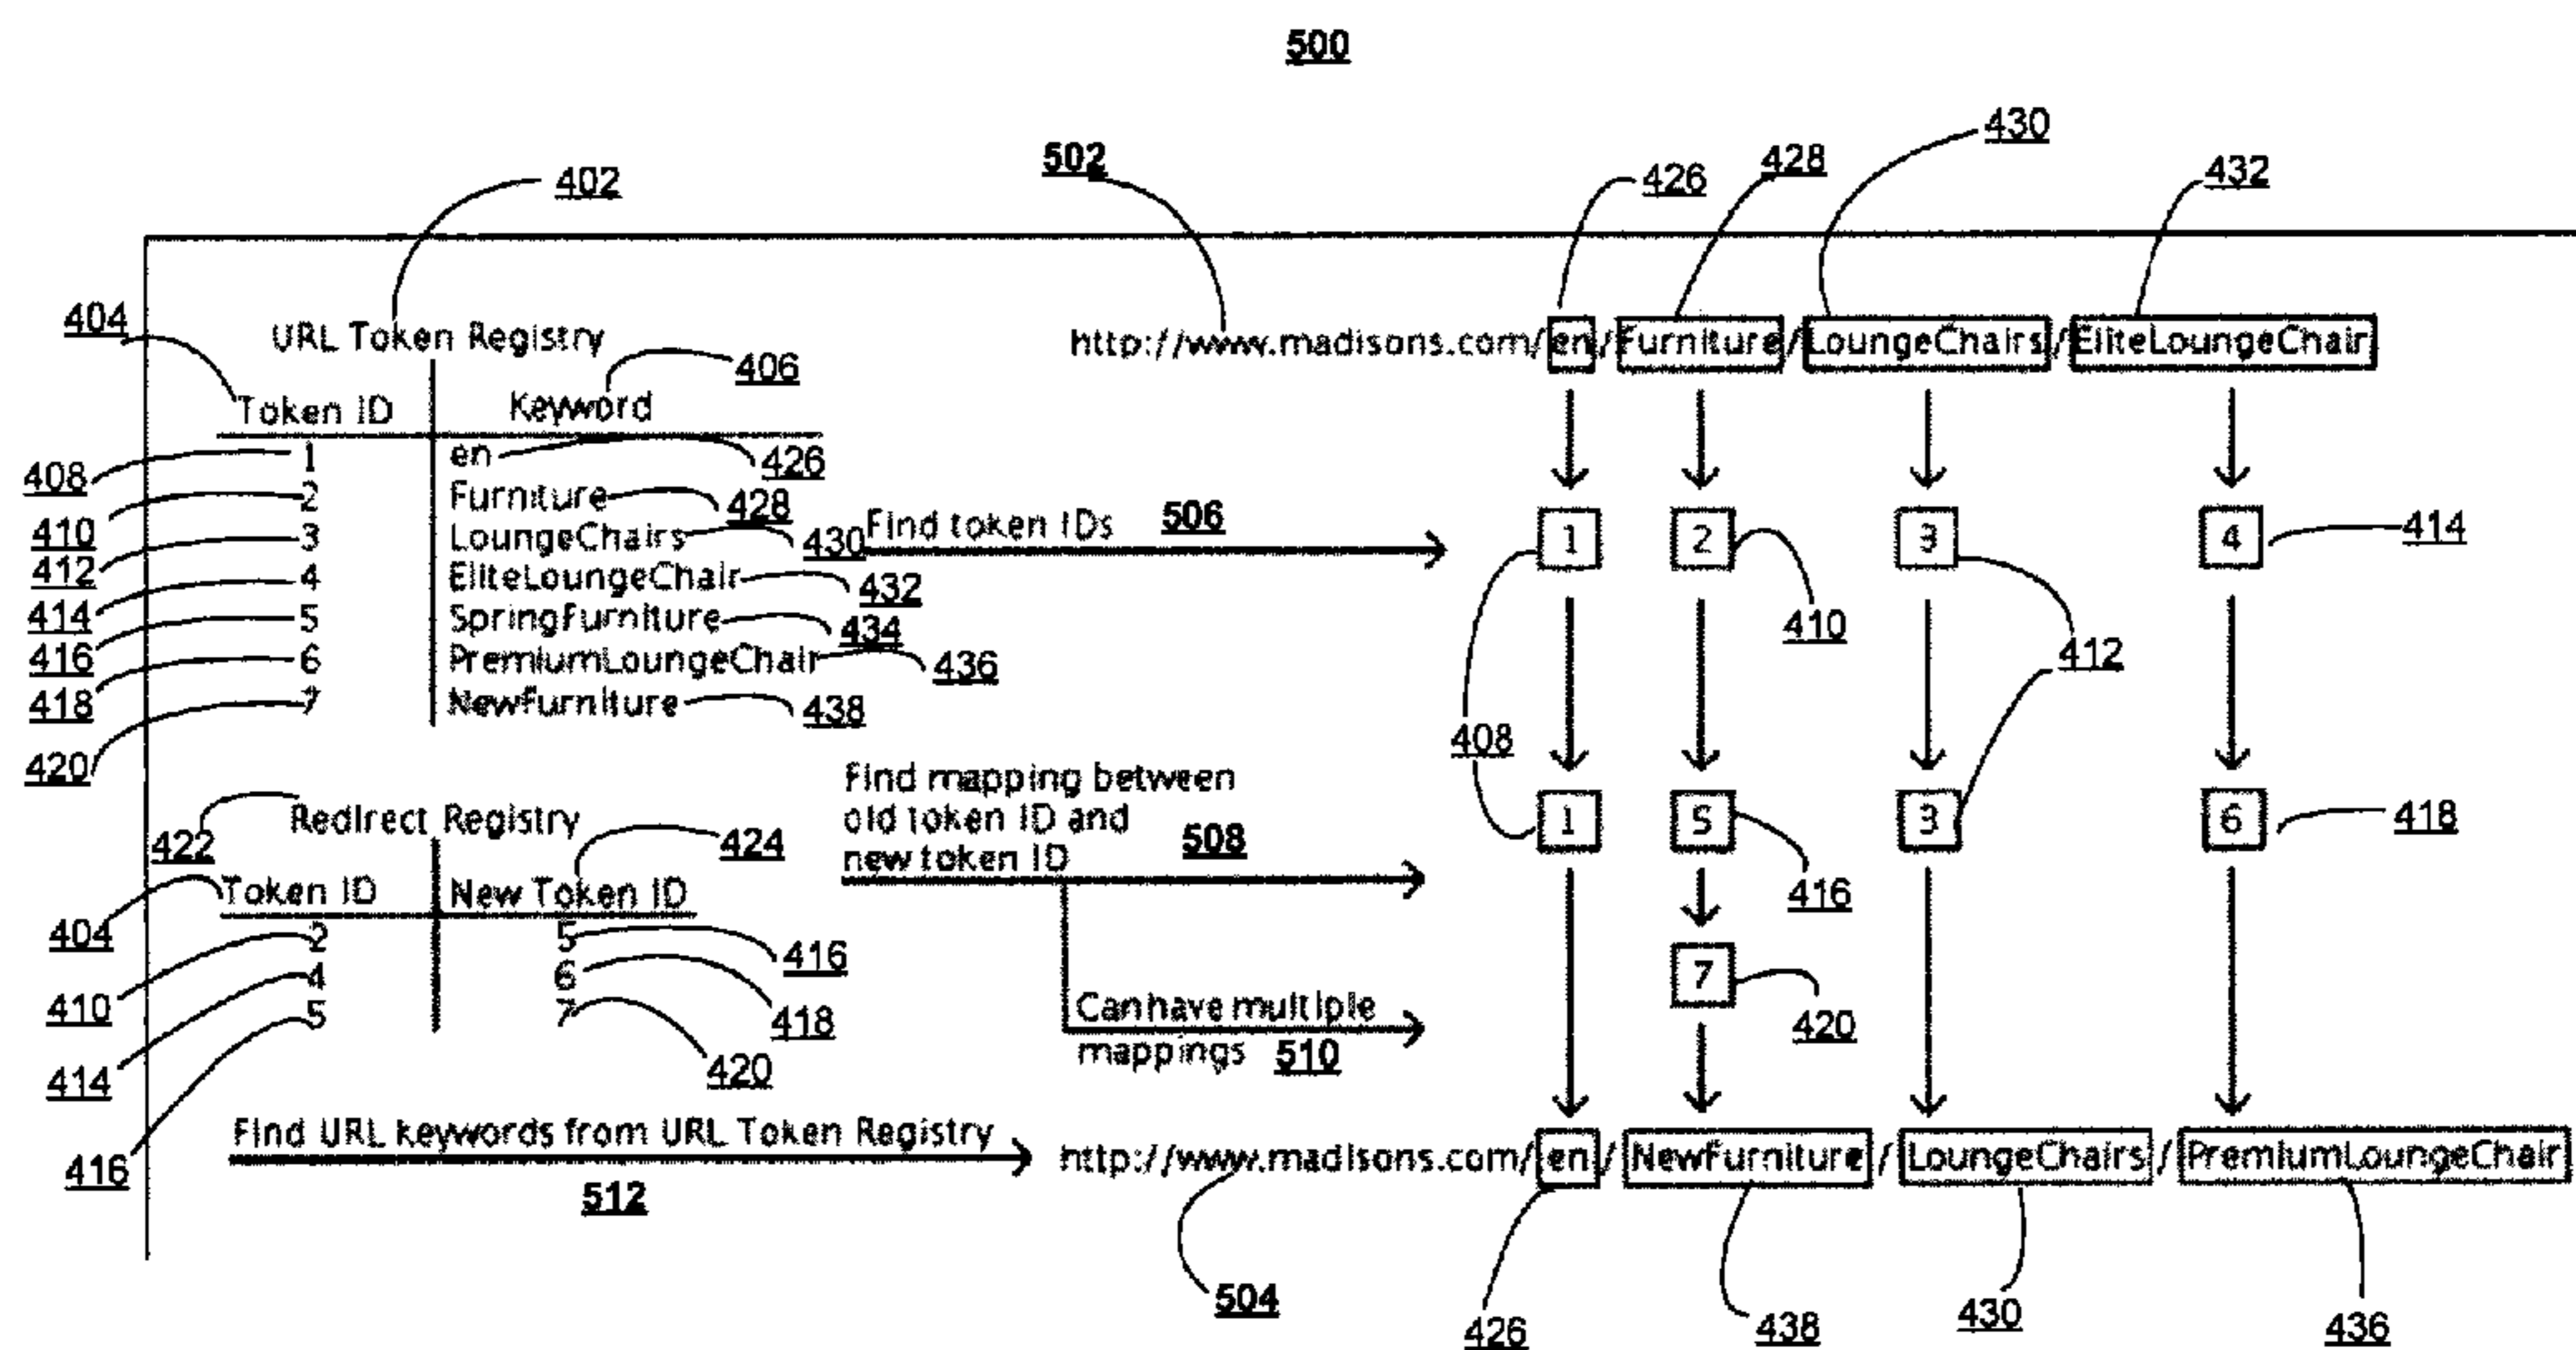 500
430
502
428
402
426
432
404
URL Token Registry
http://www.madisons.com/en/Furniture/LoungeChairs/EliteLoungeChair
406
Token ID Keyword
1 en
426
408
2 Furniture
428
410
3 LoungeChairs
430
Find token IDs 506
1 2 3 4
414
412
4 EliteLoungeChair
432
414
5 SpringFurniture
434
410
416
6 PremiumLoungeChair
436
412
418
7 NewFurniture
438
408
420
Find mapping between
old token ID and
new token ID 508
Redirect Registry
422
424
1 5 3 6
418
404
Token ID New Token ID
416
2 5
416
410
4 6
418
414
5 7
420
416
7
420
Can have multiple
mappings 510
Find URL keywords from URL Token Registry
512
http://www.madisons.com/en/NewFurniture/LoungeChairs/PremiumLoungeChair
504
426
438
430
436